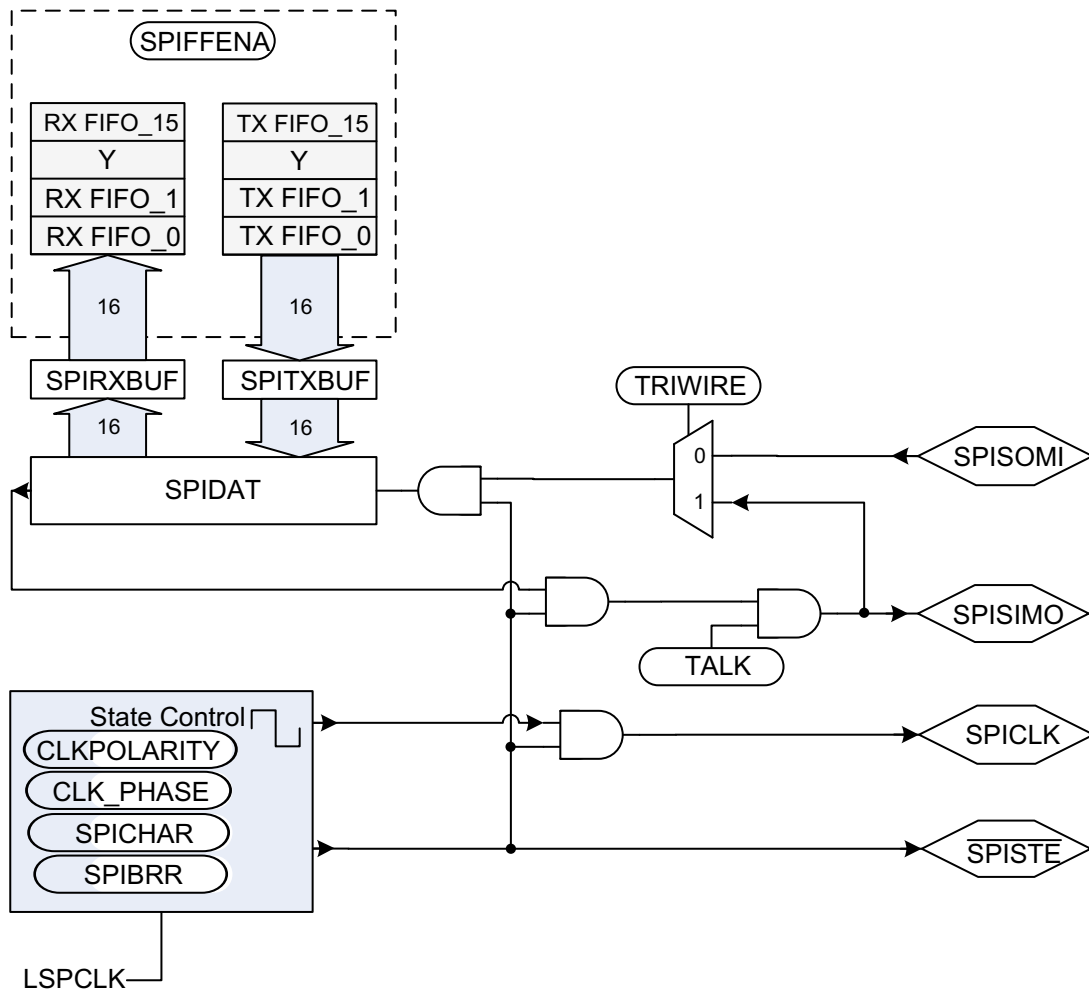 SPIFFENA
RX FIFO_15
Y
RX FIFO_1
RX FIFO_0
TX FIFO_15
Y
TX FIFO_1
TX FIFO_0
16
16
SPIRXBUF
SPITXBUF
16
16
SPIDAT
TRIWIRE
0
1
SPISOMI
SPISIMO
TALK
State Control
CLKPOLARITY
CLK_PHASE
SPICHAR
SPIBRR
SPICLK
SPISTE
LSPCLK